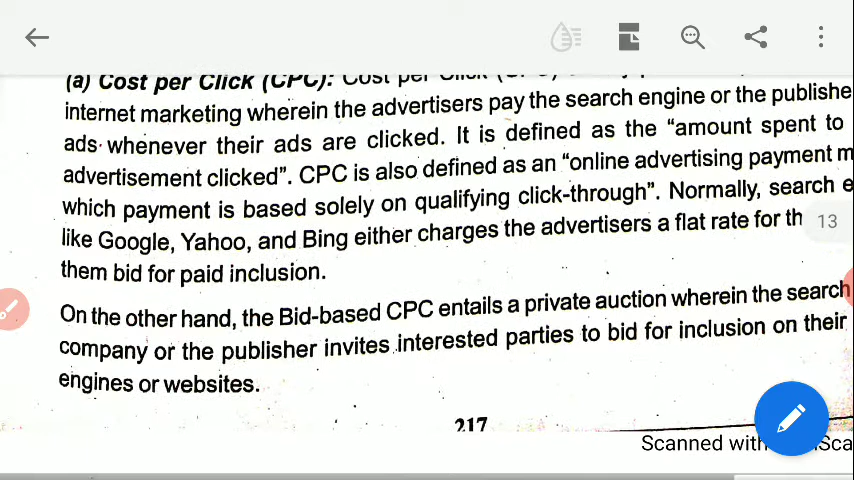 (a) Cost per Click (CPC): Cost per Click
internet marketing wherein the advertisers pay the search engine or the publishe
ads whenever their ads are clicked. It is defined as the “amount spent to
advertisement clicked”. CPC is also defined as an “online advertising payment m
which payment is based solely on qualifying click-through”. Normally, search e
like Google, Yahoo, and Bing either charges the advertisers a flat rate for th
13
them bid for paid inclusion.
On the other hand, the Bid-based CPC entails a private auction wherein the search
company or the publisher invites interested parties to bid for inclusion on their
engines or websites.
217
Scanned with